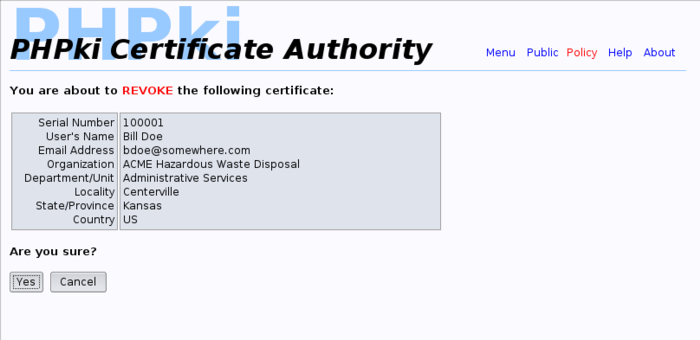 PHPki
PHPki Certificate Authority
Menu Public Policy Help About
You are about to REVOKE the following certificate:
Serial Number 100001
User's Name Bill Doe
Email Address bdoe@somewhere.com
Organization ACME Hazardous Waste Disposal
Department/Unit Administrative Services
Locality Centerville
State/Province Kansas
Country US
Are you sure?
Yes Cancel